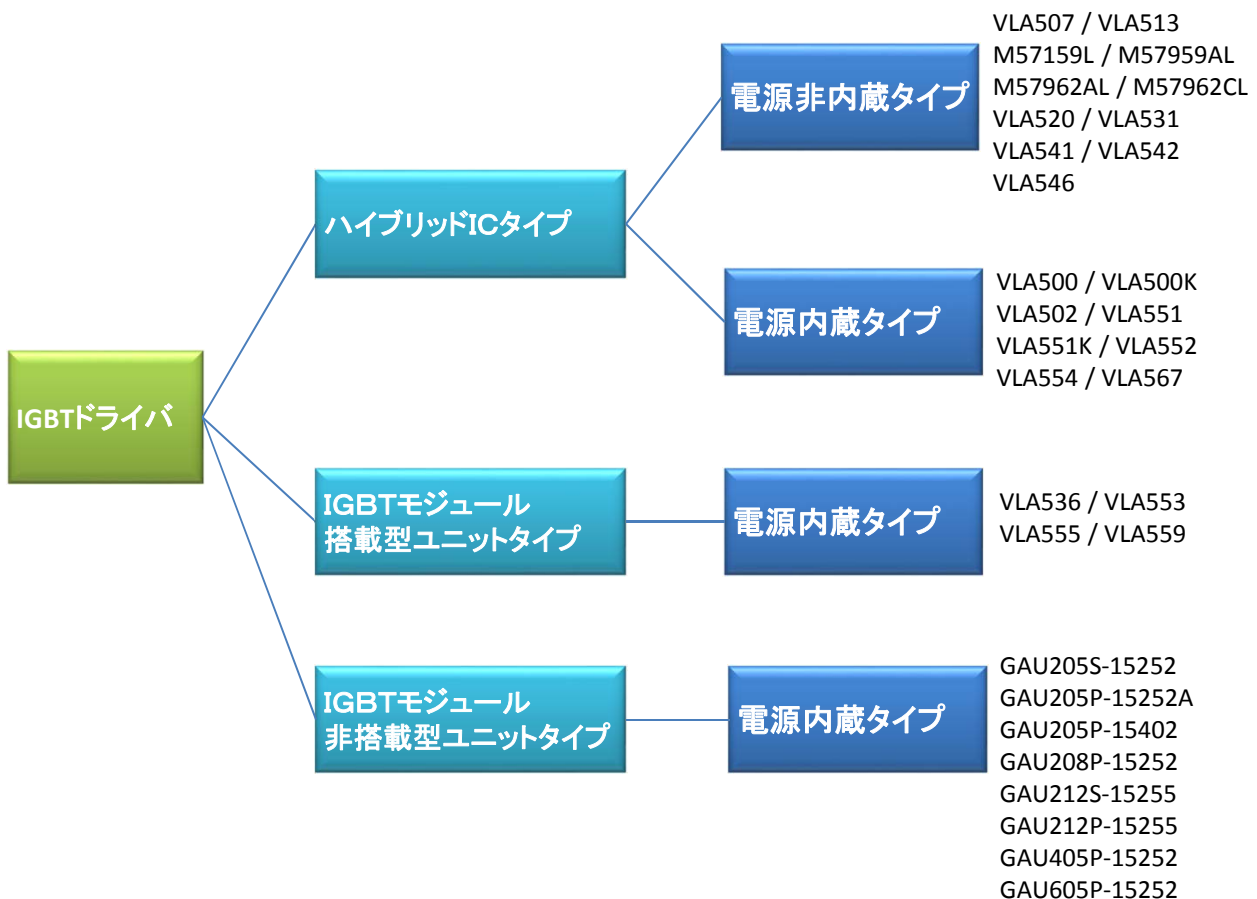 IGBTドライバ
ハイブリッドICタイプ
電源非内蔵タイプ
VLA507 / VLA513
M57159L / M57959AL
M57962AL / M57962CL
VLA520 / VLA531
VLA541 / VLA542
VLA546
電源内蔵タイプ
VLA500 / VLA500K
VLA502 / VLA551
VLA551K / VLA552
VLA554 / VLA567
IGBTモジュール
搭載型ユニットタイプ
電源内蔵タイプ
VLA536 / VLA553
VLA555 / VLA559
IGBTモジュール
非搭載型ユニットタイプ
電源内蔵タイプ
GAU205S-15252
GAU205P-15252A
GAU205P-15402
GAU208P-15252
GAU212S-15255
GAU212P-15255
GAU405P-15252
GAU605P-15252